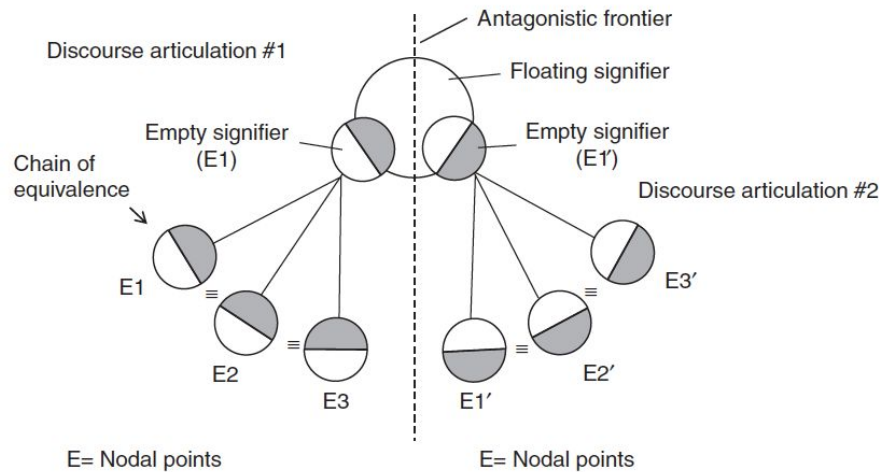 Antagonistic frontier
Discourse articulation #1
Floating signifier
Empty signifier
(E1)
Empty signifier
(E1′)
Chain of
equivalence
Discourse articulation #2
E1
≡
E2
≡
E3
E1′
≡
E2′
≡
E3′
E= Nodal points
E= Nodal points